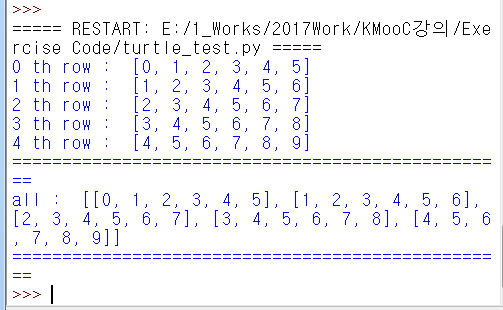 >>>
===== RESTART: E:/1_Works/2017Work/KMooC강의/Exe
rcise Code/turtle_test.py =====
0 th row :  [0, 1, 2, 3, 4, 5]
1 th row :  [1, 2, 3, 4, 5, 6]
2 th row :  [2, 3, 4, 5, 6, 7]
3 th row :  [3, 4, 5, 6, 7, 8]
4 th row :  [4, 5, 6, 7, 8, 9]
================================================
==
all :  [[0, 1, 2, 3, 4, 5], [1, 2, 3, 4, 5, 6],
[2, 3, 4, 5, 6, 7], [3, 4, 5, 6, 7, 8], [4, 5, 6
, 7, 8, 9]]
================================================
==
>>>